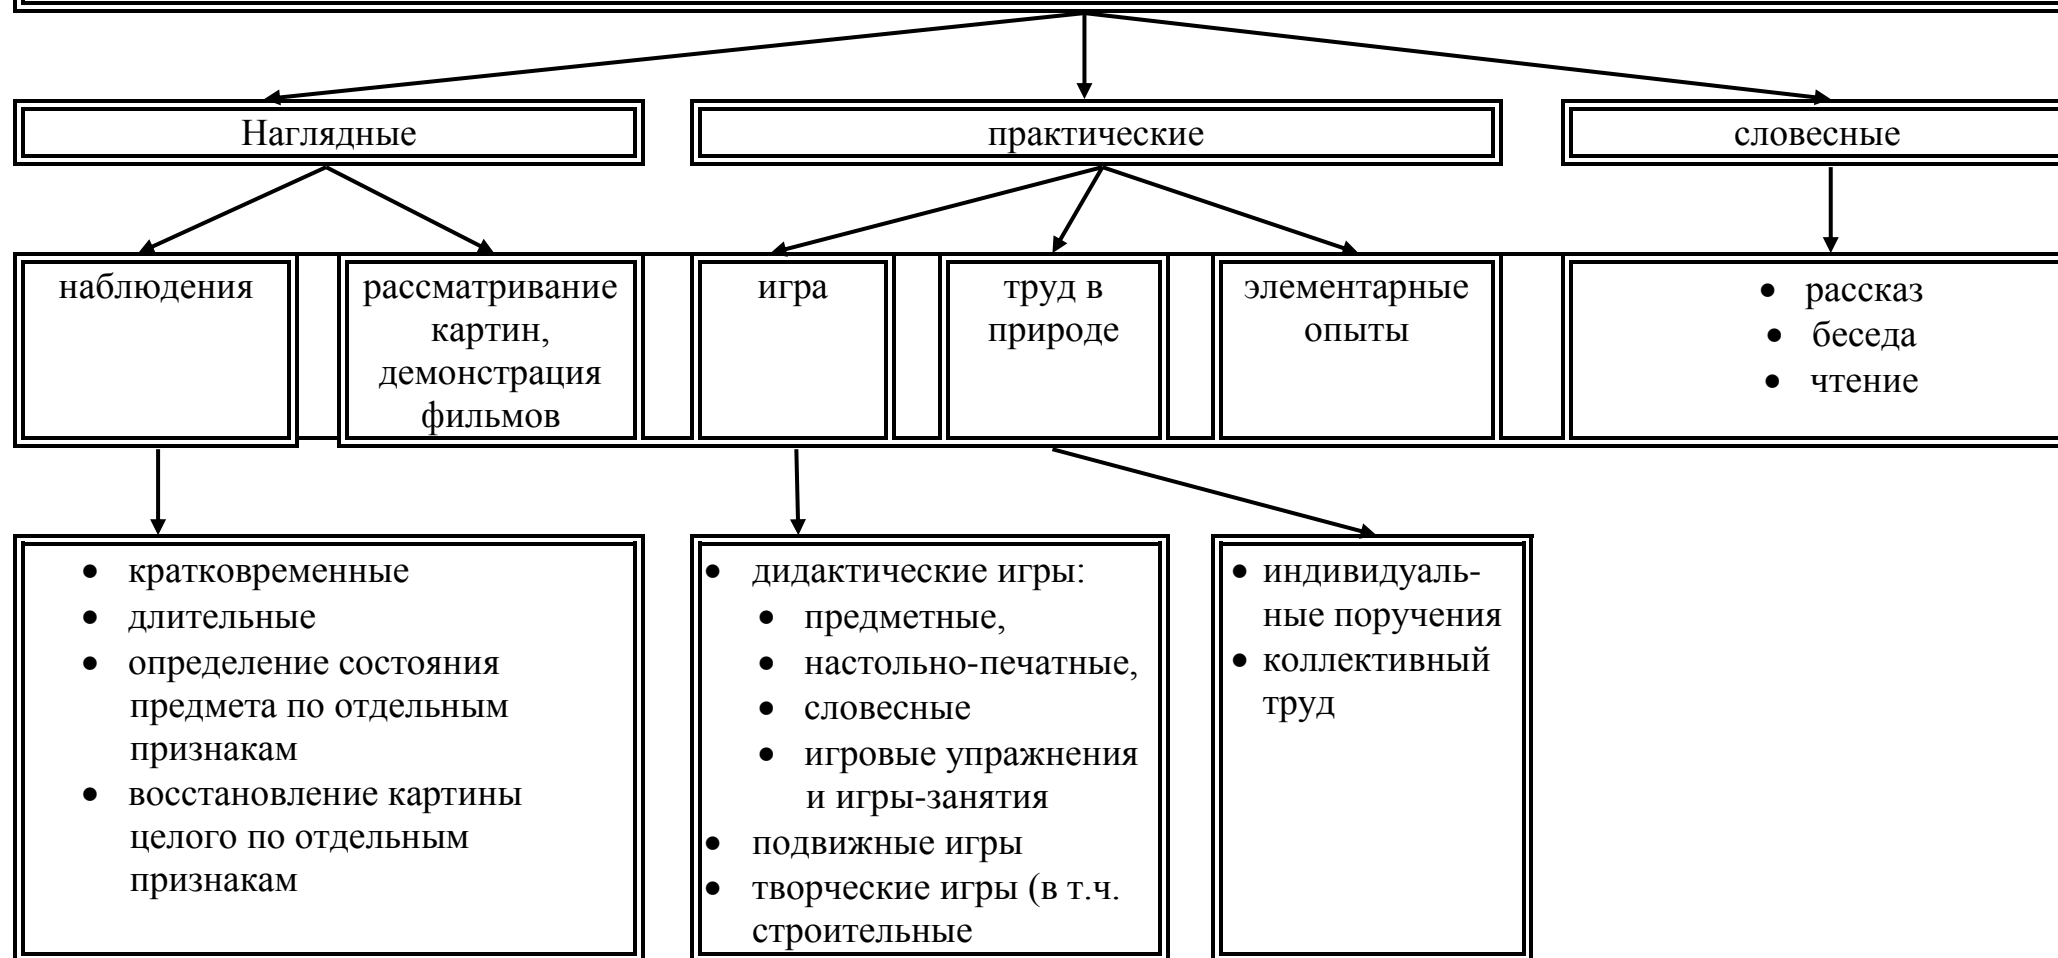 Наглядные
практические
словесные
наблюдения
рассматривание
картин,
демонстрация
фильмов
игра
труд в
природе
элементарные
опыты
• рассказ
• беседа
• чтение
• кратковременные
• длительные
• определение состояния
предмета по отдельным
признакам
• восстановление картины
целого по отдельным
признакам
• дидактические игры:
• предметные,
• настольно-печатные,
• словесные
• игровые упражнения
и игры-занятия
• подвижные игры
• творческие игры (в т.ч.
строительные
• индивидуаль-
ные поручения
• коллективный
труд